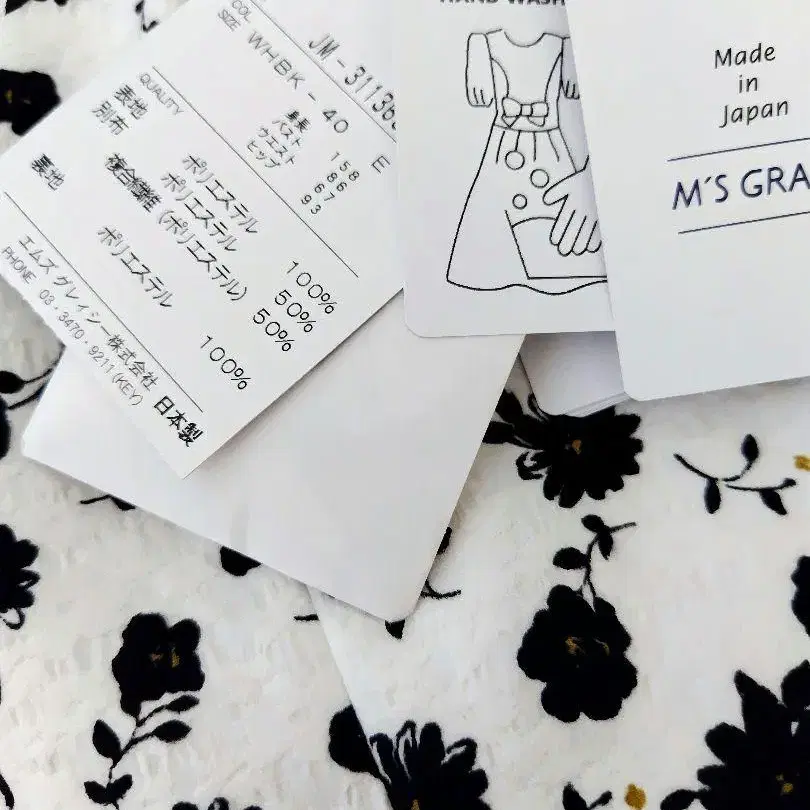 COL.
SIZE WHBK - 40 E
JM-3113
身長 158
バスト 86
ウエスト 67
ヒップ 93
QUALITY
表地 ポリエステル 100%
別布 ポリエステル 50%
複合繊維(ポリエステル) 50%
裏地 ポリエステル 100%
エムズ グレイシー株式会社
PHONE 03・3470・9211(KEY) 日本製
HAND WASH
Made
in
Japan
M'S GRA